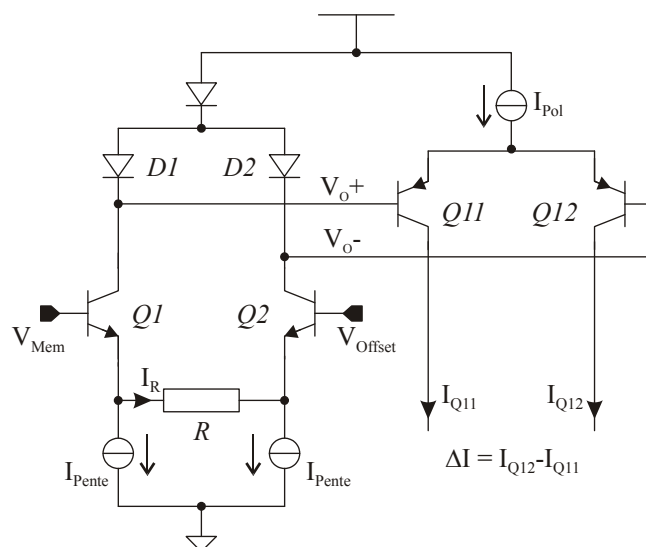 I_Pol
D1
D2
V_o+
Q11
Q12
V_o-
Q1
Q2
V_Mem
V_Offset
I_R
R
I_Q11
I_Q12
I_Pente
I_Pente
ΔI = I_Q12-I_Q11